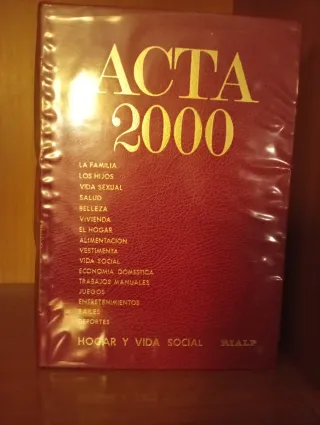 ACTA
2000
LA FAMILIA
LOS HIJOS
VIDA SEXUAL
SALUD
BELLEZA
VIVIENDA
EL HOGAR
ALIMENTACION
VESTIMENTA
VIDA SOCIAL
ECONOMIA DOMESTICA
TRABAJOS MANUALES
JUEGOS
ENTRETENIMIENTOS
BAILES
DEPORTES
HOGAR Y VIDA SOCIAL RIALP